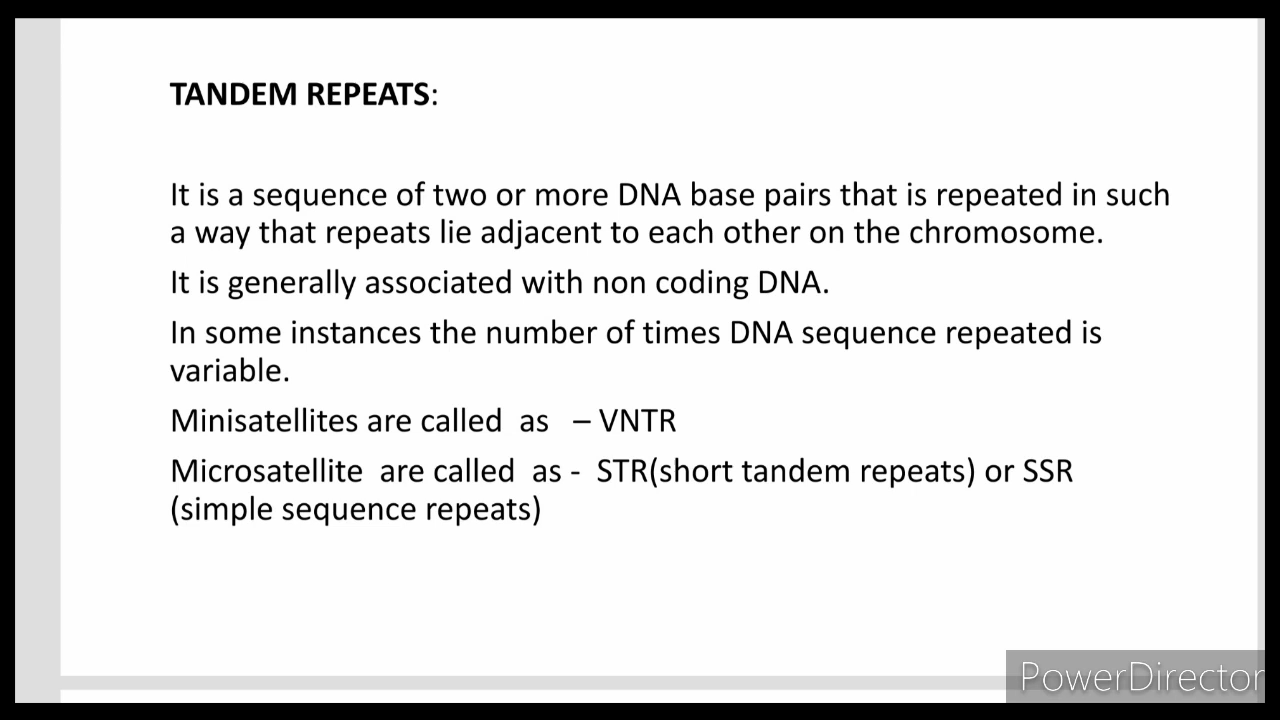 TANDEM REPEATS:
It is a sequence of two or more DNA base pairs that is repeated in such
a way that repeats lie adjacent to each other on the chromosome.
It is generally associated with non coding DNA.
In some instances the number of times DNA sequence repeated is
variable.
Minisatellites are called  as   – VNTR
Microsatellite  are called  as -  STR(short tandem repeats) or SSR
(simple sequence repeats)
PowerDirector